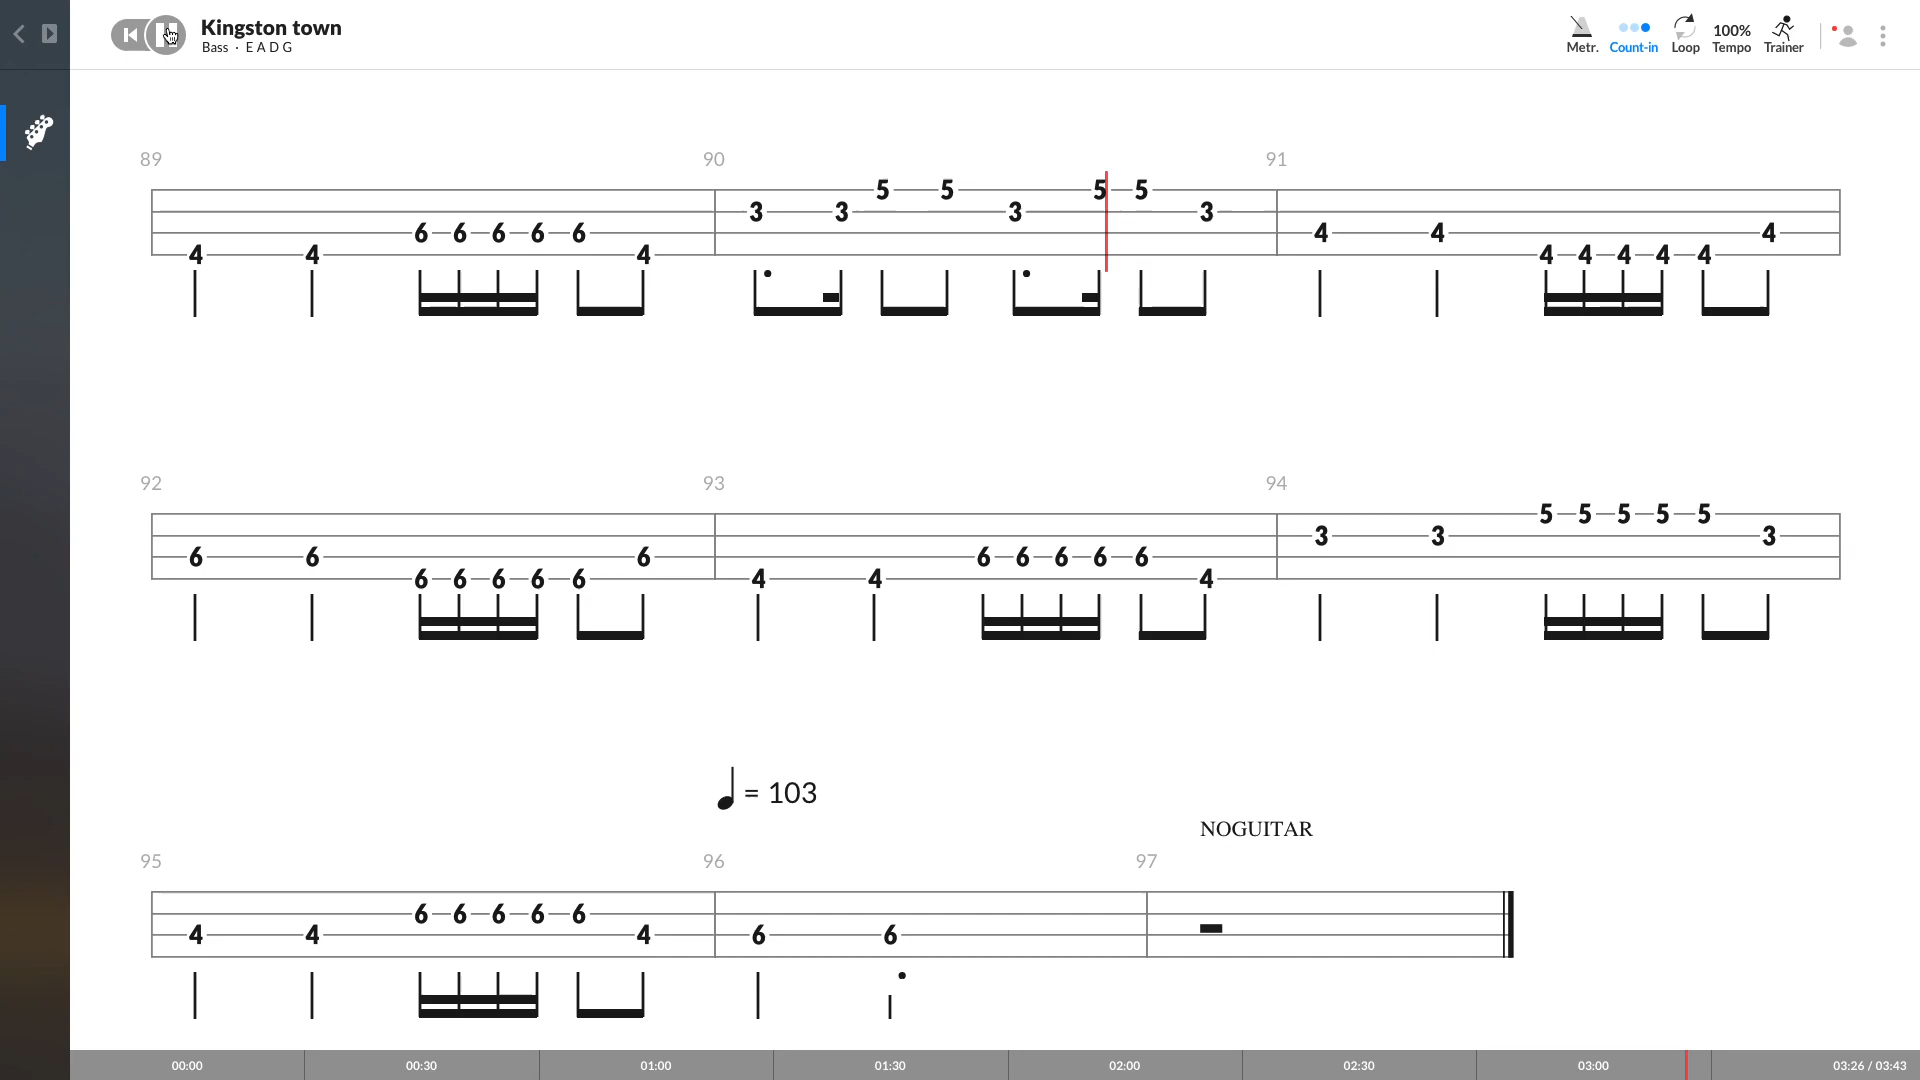 Kingston town
Bass · E A D G
Metr.
Count-in
Loop
100%
Tempo
Trainer
89 90 91
5 5 5 5
3 3 3 3
6 6 6 6 6 4 4 4
4 4 4 4 4 4 4 4
92 93 94
5 5 5 5 5
3 3 3
6 6 6 6 6 6 6 6
6 6 6 6 6 4 4 4
= 103
NOGUITAR
95 96 97
6 6 6 6 6
4 4 4 6 6
00:00 00:30 01:00 01:30 02:00 02:30 03:00 03:26 / 03:43